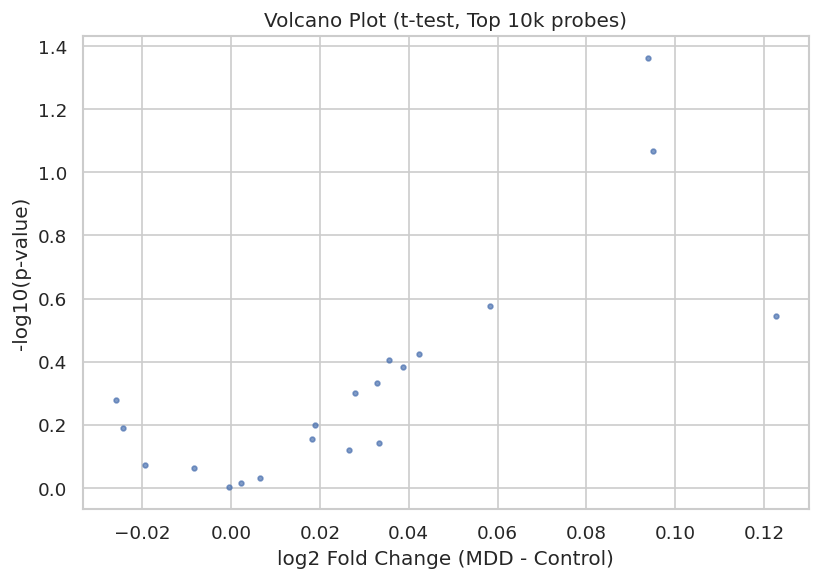 Volcano Plot (t-test, Top 10k probes)
1.4
1.2
1.0
0.8
0.6
0.4
0.2
0.0
-log10(p-value)
−0.02 0.00 0.02 0.04 0.06 0.08 0.10 0.12
log2 Fold Change (MDD - Control)